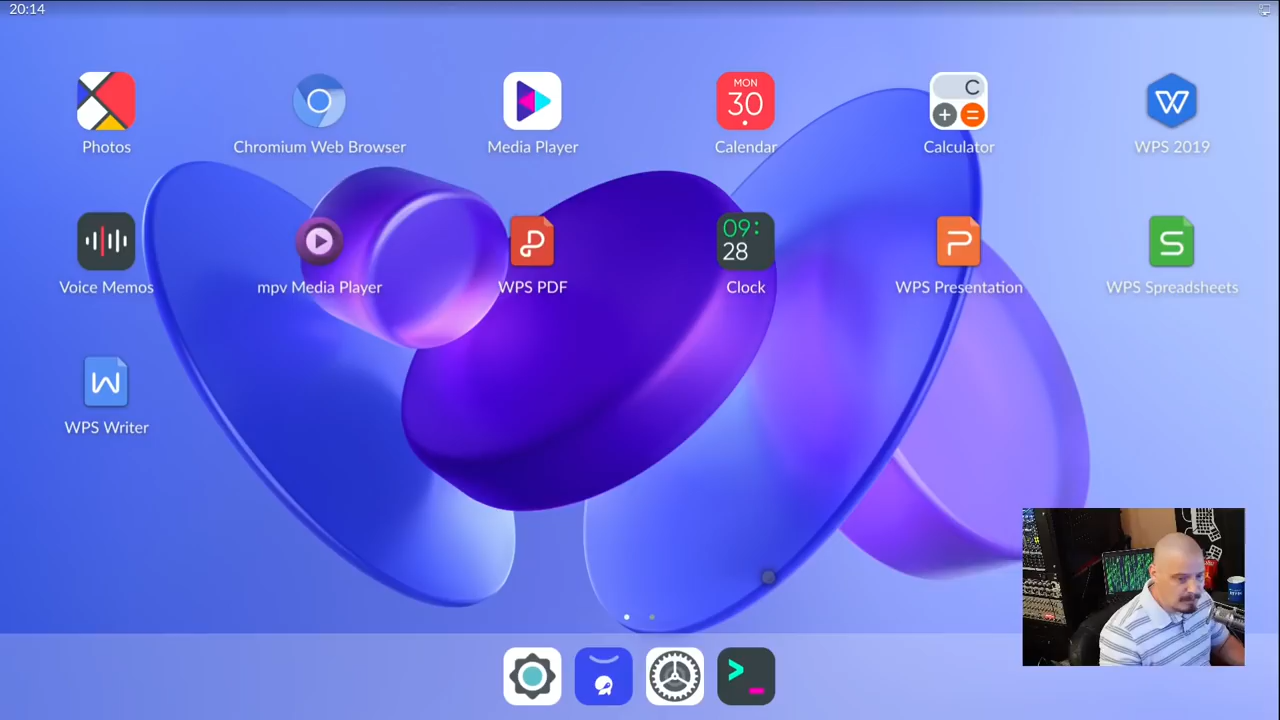 20:14
Photos
Chromium Web Browser
Media Player
MON
30
Calendar
C
+ =
Calculator
W
WPS 2019
Voice Memos
mpv Media Player
WPS PDF
09:
28
Clock
P
WPS Presentation
S
WPS Spreadsheets
W
WPS Writer
>_